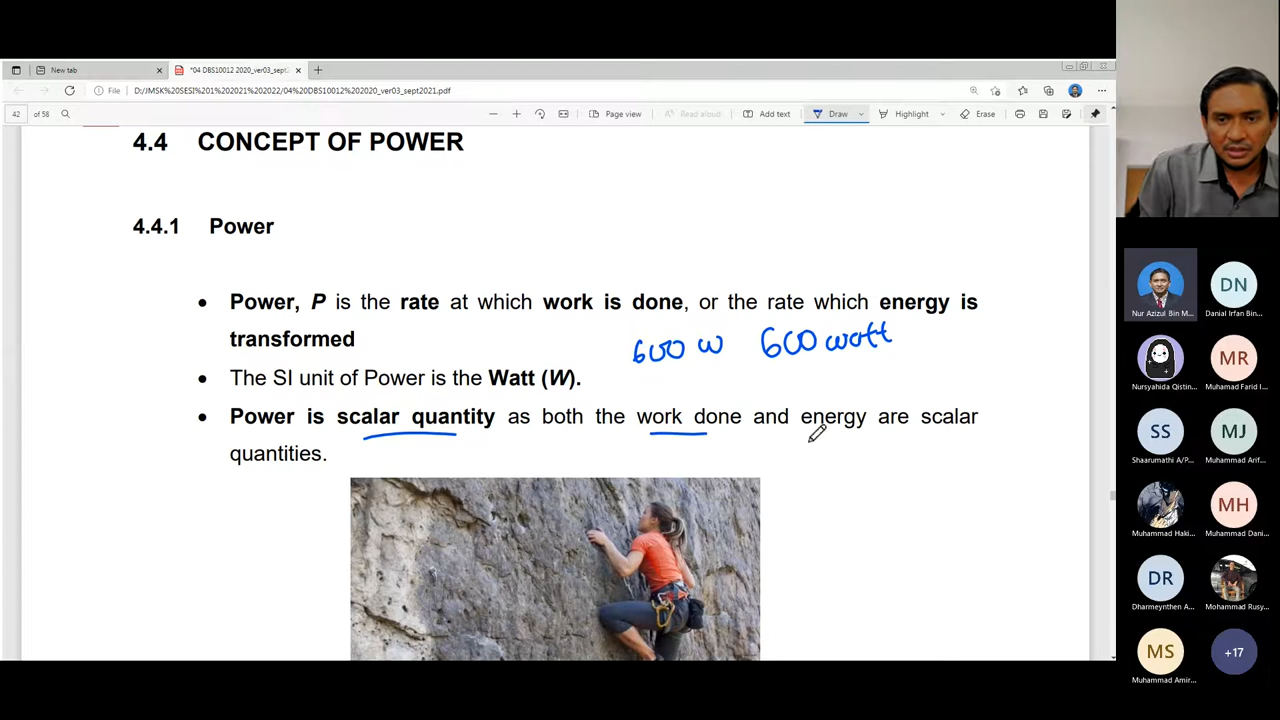 New tab
*04 DBS10012 2020_ver03_sept202
File
D:/JMSK%20SESI%201%202021%202022/04%20DBS10012%202020_ver03_sept2021.pdf
42 of 58
Page view
Read aloud
Add text
Draw
Highlight
Erase
4.4 CONCEPT OF POWER
4.4.1 Power
• Power, P is the rate at which work is done, or the rate which energy is
transformed
600 W 600 watt
• The SI unit of Power is the Watt (W).
• Power is scalar quantity as both the work done and energy are scalar
quantities.
Nur Azizul Bin M...
DN
Danial Irfan Bin...
Nursyahida Qistin...
MR
Muhamad Farid I...
SS
Shaarumathi A/P...
MJ
Muhammad Arif...
Muhammad Haki...
MH
Muhammad Dani...
DR
Dharmeynthen A...
Mohammad Rusy...
MS
Muhammad Amir...
+17